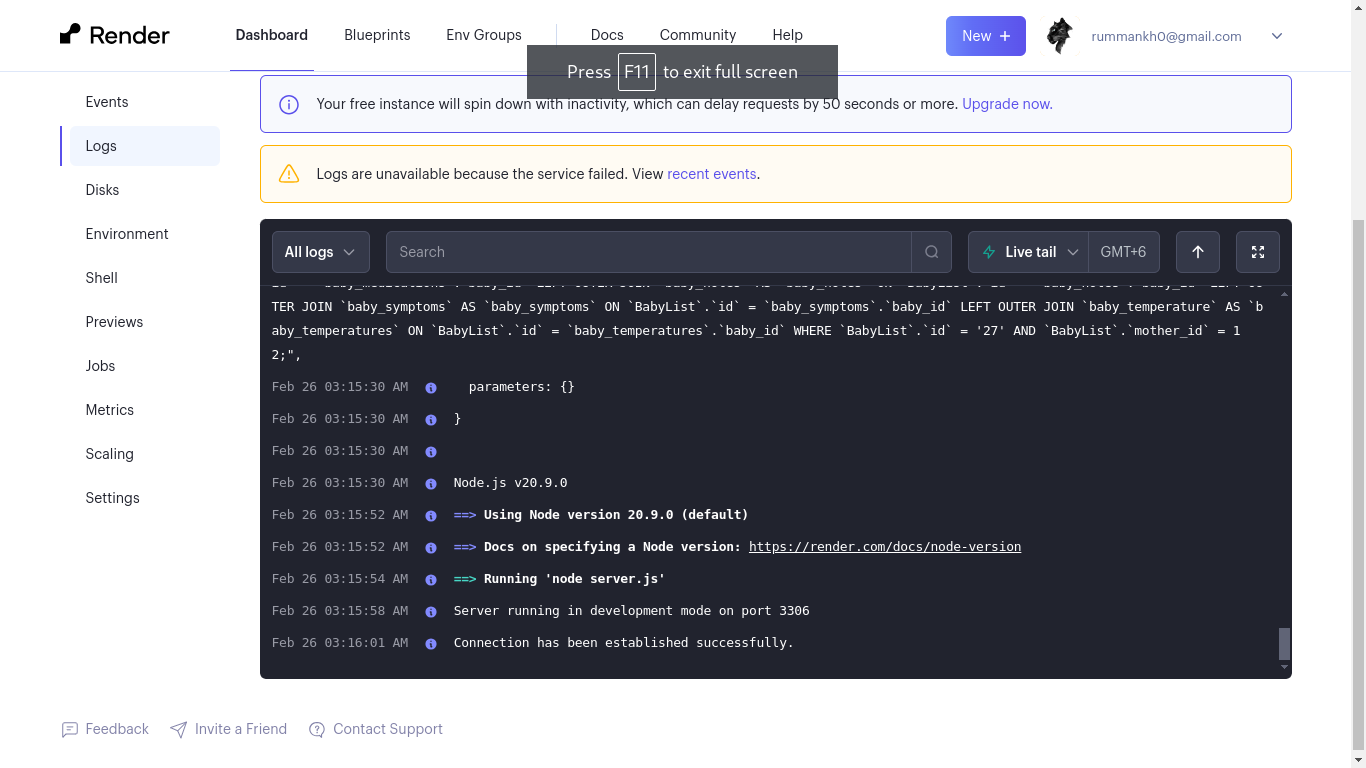 Render
Dashboard Blueprints Env Groups Docs Community Help New + rummankh0@gmail.com
Press F11 to exit full screen
Events
Your free instance will spin down with inactivity, which can delay requests by 50 seconds or more. Upgrade now.
Logs
Logs are unavailable because the service failed. View recent events.
Disks
Environment
Shell
Previews
Jobs
Metrics
Scaling
Settings
All logs Search Live tail GMT+6
TER JOIN `baby_symptoms` AS `baby_symptoms` ON `BabyList`.`id` = `baby_symptoms`.`baby_id` LEFT OUTER JOIN `baby_temperature` AS `b
aby_temperatures` ON `BabyList`.`id` = `baby_temperatures`.`baby_id` WHERE `BabyList`.`id` = '27' AND `BabyList`.`mother_id` = 1
2;",
Feb 26 03:15:30 AM parameters: {}
Feb 26 03:15:30 AM }
Feb 26 03:15:30 AM
Feb 26 03:15:30 AM Node.js v20.9.0
Feb 26 03:15:52 AM ==> Using Node version 20.9.0 (default)
Feb 26 03:15:52 AM ==> Docs on specifying a Node version: https://render.com/docs/node-version
Feb 26 03:15:54 AM ==> Running 'node server.js'
Feb 26 03:15:58 AM Server running in development mode on port 3306
Feb 26 03:16:01 AM Connection has been established successfully.
Feedback Invite a Friend Contact Support